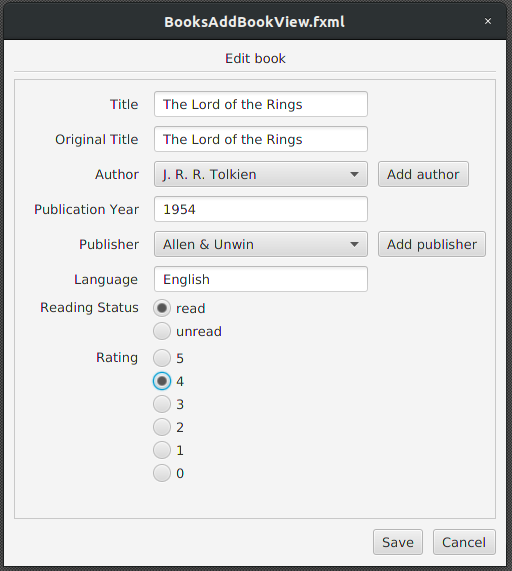 BooksAddBookView.fxml
Edit book
Title The Lord of the Rings
Original Title The Lord of the Rings
Author J. R. R. Tolkien Add author
Publication Year 1954
Publisher Allen & Unwin Add publisher
Language English
Reading Status read
unread
Rating 5
4
3
2
1
0
Save Cancel